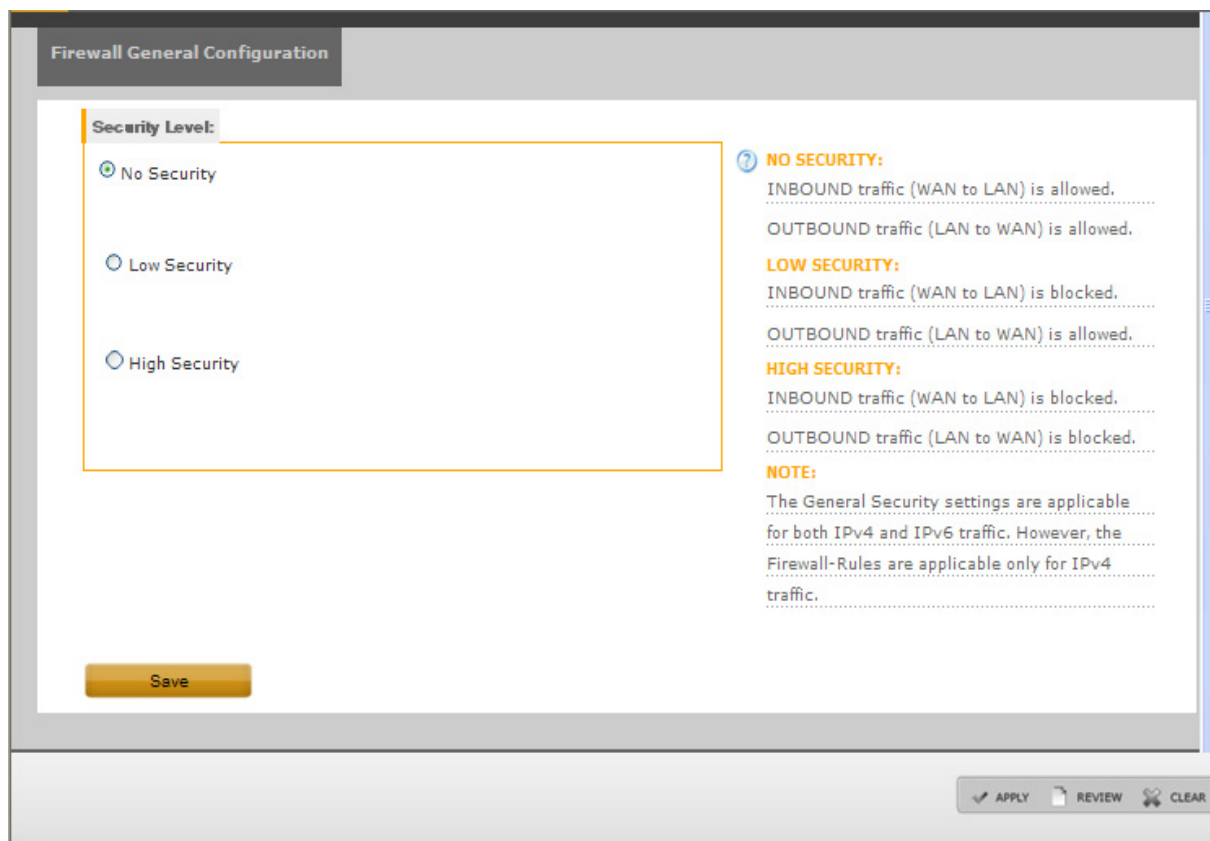 Firewall General Configuration
Security Level:
No Security
Low Security
High Security
NO SECURITY:
INBOUND traffic (WAN to LAN) is allowed.
OUTBOUND traffic (LAN to WAN) is allowed.
LOW SECURITY:
INBOUND traffic (WAN to LAN) is blocked.
OUTBOUND traffic (LAN to WAN) is allowed.
HIGH SECURITY:
INBOUND traffic (WAN to LAN) is blocked.
OUTBOUND traffic (LAN to WAN) is blocked.
NOTE:
The General Security settings are applicable
for both IPv4 and IPv6 traffic. However, the
Firewall-Rules are applicable only for IPv4
traffic.
Save
APPLY REVIEW CLEAR